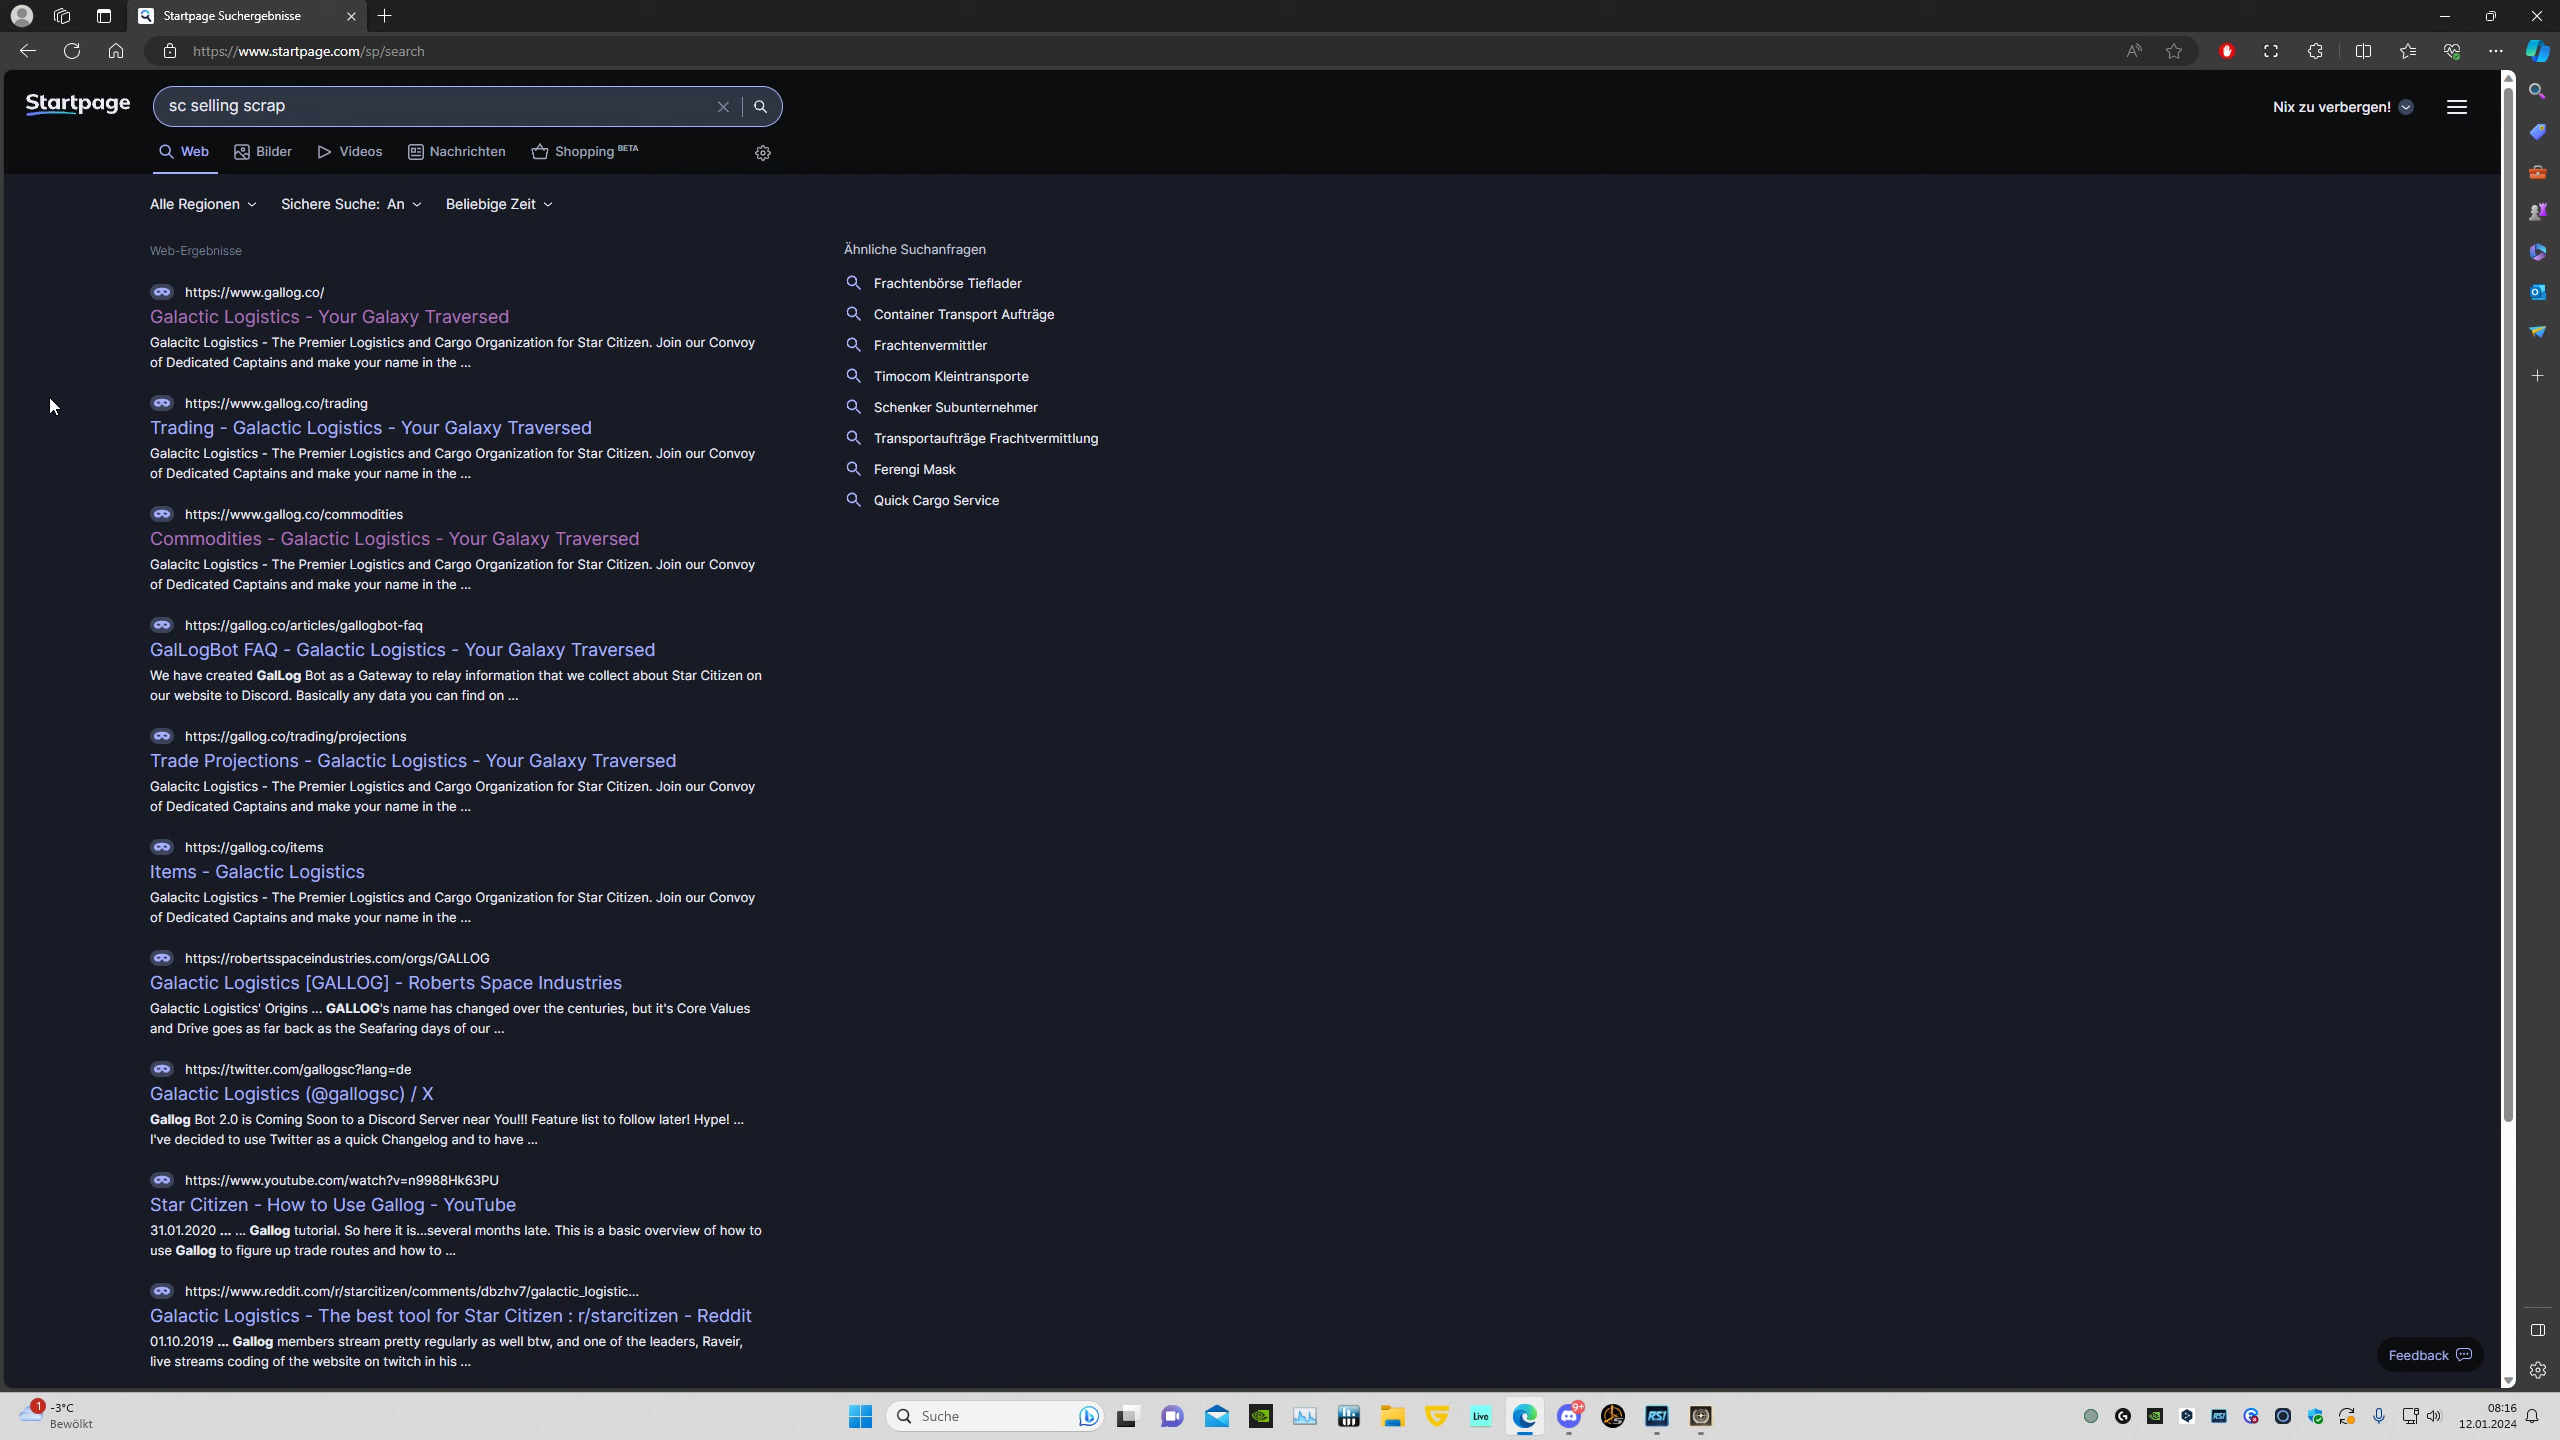 Startpage Suchergebnisse
https://www.startpage.com/sp/search
Startpage
sc selling scrap
Nix zu verbergen!
Web
Bilder
Videos
Nachrichten
Shopping BETA
Alle Regionen
Sichere Suche: An
Beliebige Zeit
Web-Ergebnisse
https://www.gallog.co/
Galactic Logistics - Your Galaxy Traversed
Galacitc Logistics - The Premier Logistics and Cargo Organization for Star Citizen. Join our Convoy
of Dedicated Captains and make your name in the ...
https://www.gallog.co/trading
Trading - Galactic Logistics - Your Galaxy Traversed
Galacitc Logistics - The Premier Logistics and Cargo Organization for Star Citizen. Join our Convoy
of Dedicated Captains and make your name in the ...
https://www.gallog.co/commodities
Commodities - Galactic Logistics - Your Galaxy Traversed
Galacitc Logistics - The Premier Logistics and Cargo Organization for Star Citizen. Join our Convoy
of Dedicated Captains and make your name in the ...
https://gallog.co/articles/gallogbot-faq
GalLogBot FAQ - Galactic Logistics - Your Galaxy Traversed
We have created GalLog Bot as a Gateway to relay information that we collect about Star Citizen on
our website to Discord. Basically any data you can find on ...
https://gallog.co/trading/projections
Trade Projections - Galactic Logistics - Your Galaxy Traversed
Galacitc Logistics - The Premier Logistics and Cargo Organization for Star Citizen. Join our Convoy
of Dedicated Captains and make your name in the ...
https://gallog.co/items
Items - Galactic Logistics
Galacitc Logistics - The Premier Logistics and Cargo Organization for Star Citizen. Join our Convoy
of Dedicated Captains and make your name in the ...
https://robertsspaceindustries.com/orgs/GALLOG
Galactic Logistics [GALLOG] - Roberts Space Industries
Galactic Logistics' Origins ... GALLOG's name has changed over the centuries, but it's Core Values
and Drive goes as far back as the Seafaring days of our ...
https://twitter.com/gallogsc?lang=de
Galactic Logistics (@gallogsc) / X
Gallog Bot 2.0 is Coming Soon to a Discord Server near You!!! Feature list to follow later! Hype! ...
I've decided to use Twitter as a quick Changelog and to have ...
https://www.youtube.com/watch?v=n9988Hk63PU
Star Citizen - How to Use Gallog - YouTube
31.01.2020 ... ... Gallog tutorial. So here it is...several months late. This is a basic overview of how to
use Gallog to figure up trade routes and how to ...
https://www.reddit.com/r/starcitizen/comments/dbzhv7/galactic_logistic...
Galactic Logistics - The best tool for Star Citizen : r/starcitizen - Reddit
01.10.2019 ... Gallog members stream pretty regularly as well btw, and one of the leaders, Raveir,
live streams coding of the website on twitch in his ...
Ähnliche Suchanfragen
Frachtenbörse Tieflader
Container Transport Aufträge
Frachtenvermittler
Timocom Kleintransporte
Schenker Subunternehmer
Transportaufträge Frachtvermittlung
Ferengi Mask
Quick Cargo Service
Feedback
1
-3°C
Bewölkt
Suche
Live
9+
RSI
RSI
08:16
12.01.2024